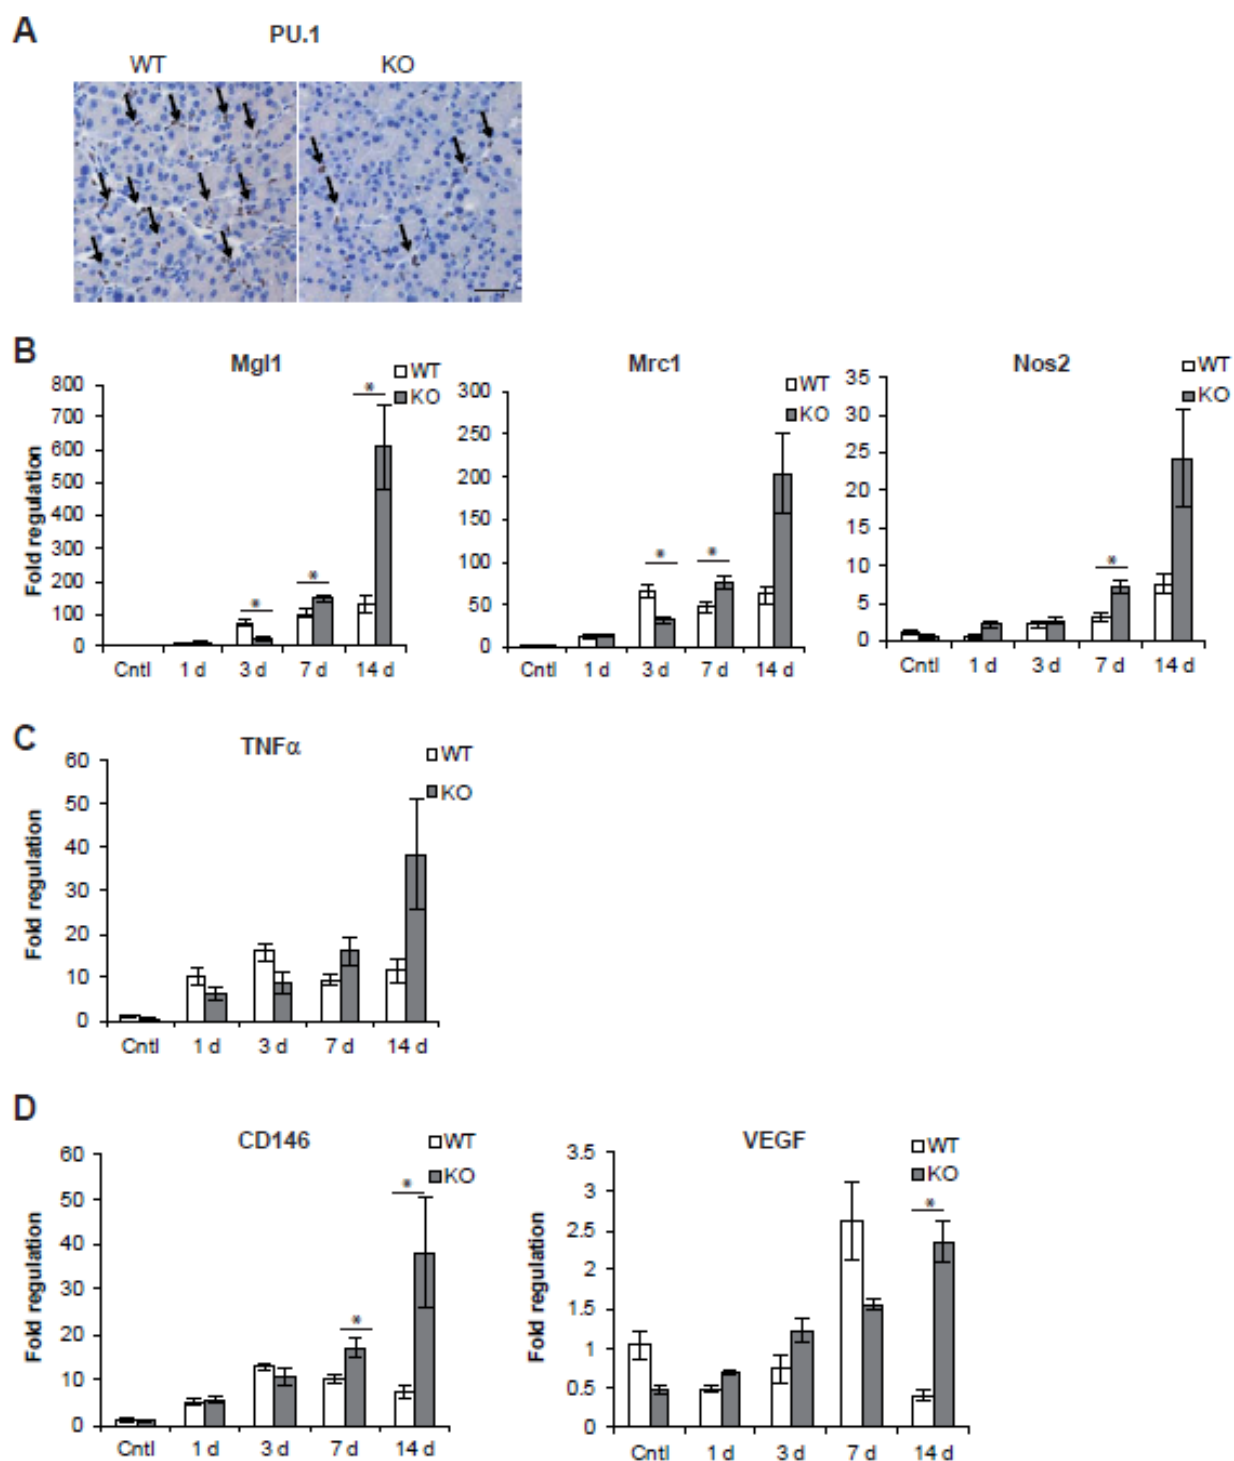 A
PU.1
WT KO
B
Mgl1
WT
KO
Fold regulation
800
700
600
500
400
300
200
100
0
Cntl 1 d 3 d 7 d 14 d
*
*
*
Mrc1
WT
KO
300
250
200
150
100
50
0
Cntl 1 d 3 d 7 d 14 d
*
*
Nos2
WT
KO
35
30
25
20
15
10
5
0
Cntl 1 d 3 d 7 d 14 d
*
C
TNFα
WT
KO
Fold regulation
60
50
40
30
20
10
0
Cntl 1 d 3 d 7 d 14 d
D
CD146
WT
KO
Fold regulation
60
50
40
30
20
10
0
Cntl 1 d 3 d 7 d 14 d
*
*
VEGF
WT
KO
Fold regulation
3.5
3
2.5
2
1.5
1
0.5
0
Cntl 1 d 3 d 7 d 14 d
*